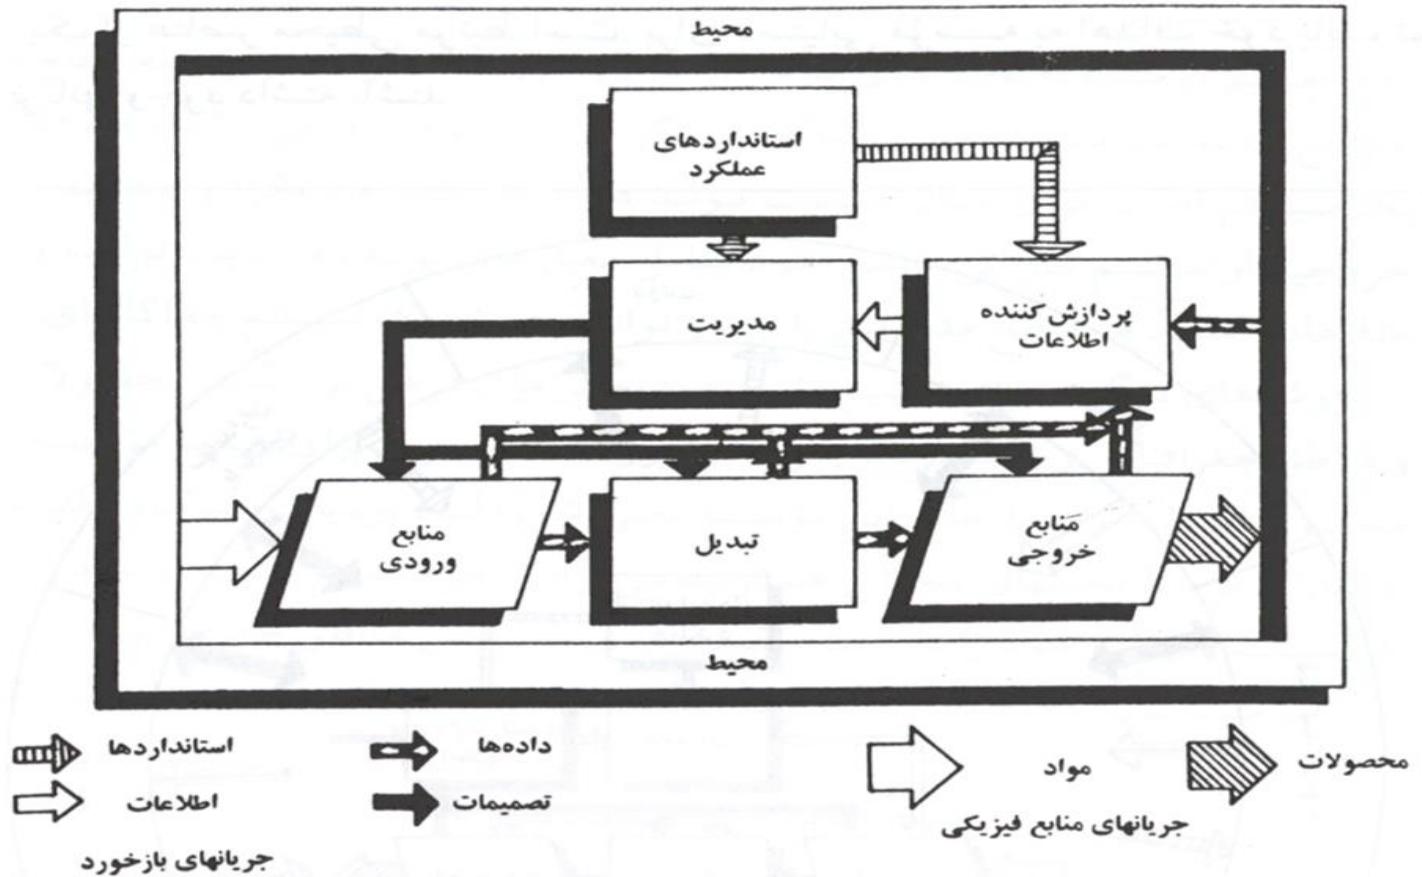 محیط
استانداردهای
عملکرد
پردازش کننده
اطلاعات
مدیریت
منابع
ورودی
تبدیل
منابع
خروجی
محیط
محصولات
مواد
جریانهای منابع فیزیکی
داده‌ها
تصمیمات
استانداردها
اطلاعات
جریانهای بازخورد